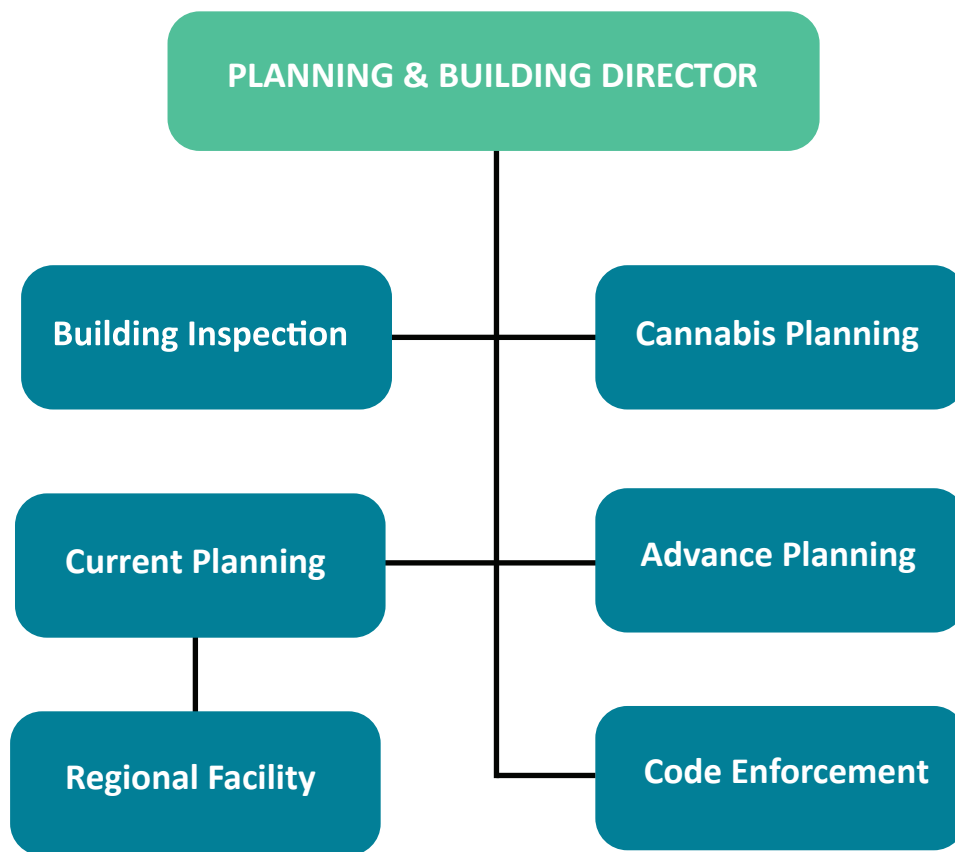 PLANNING & BUILDING DIRECTOR
Building Inspection
Cannabis Planning
Current Planning
Advance Planning
Regional Facility
Code Enforcement